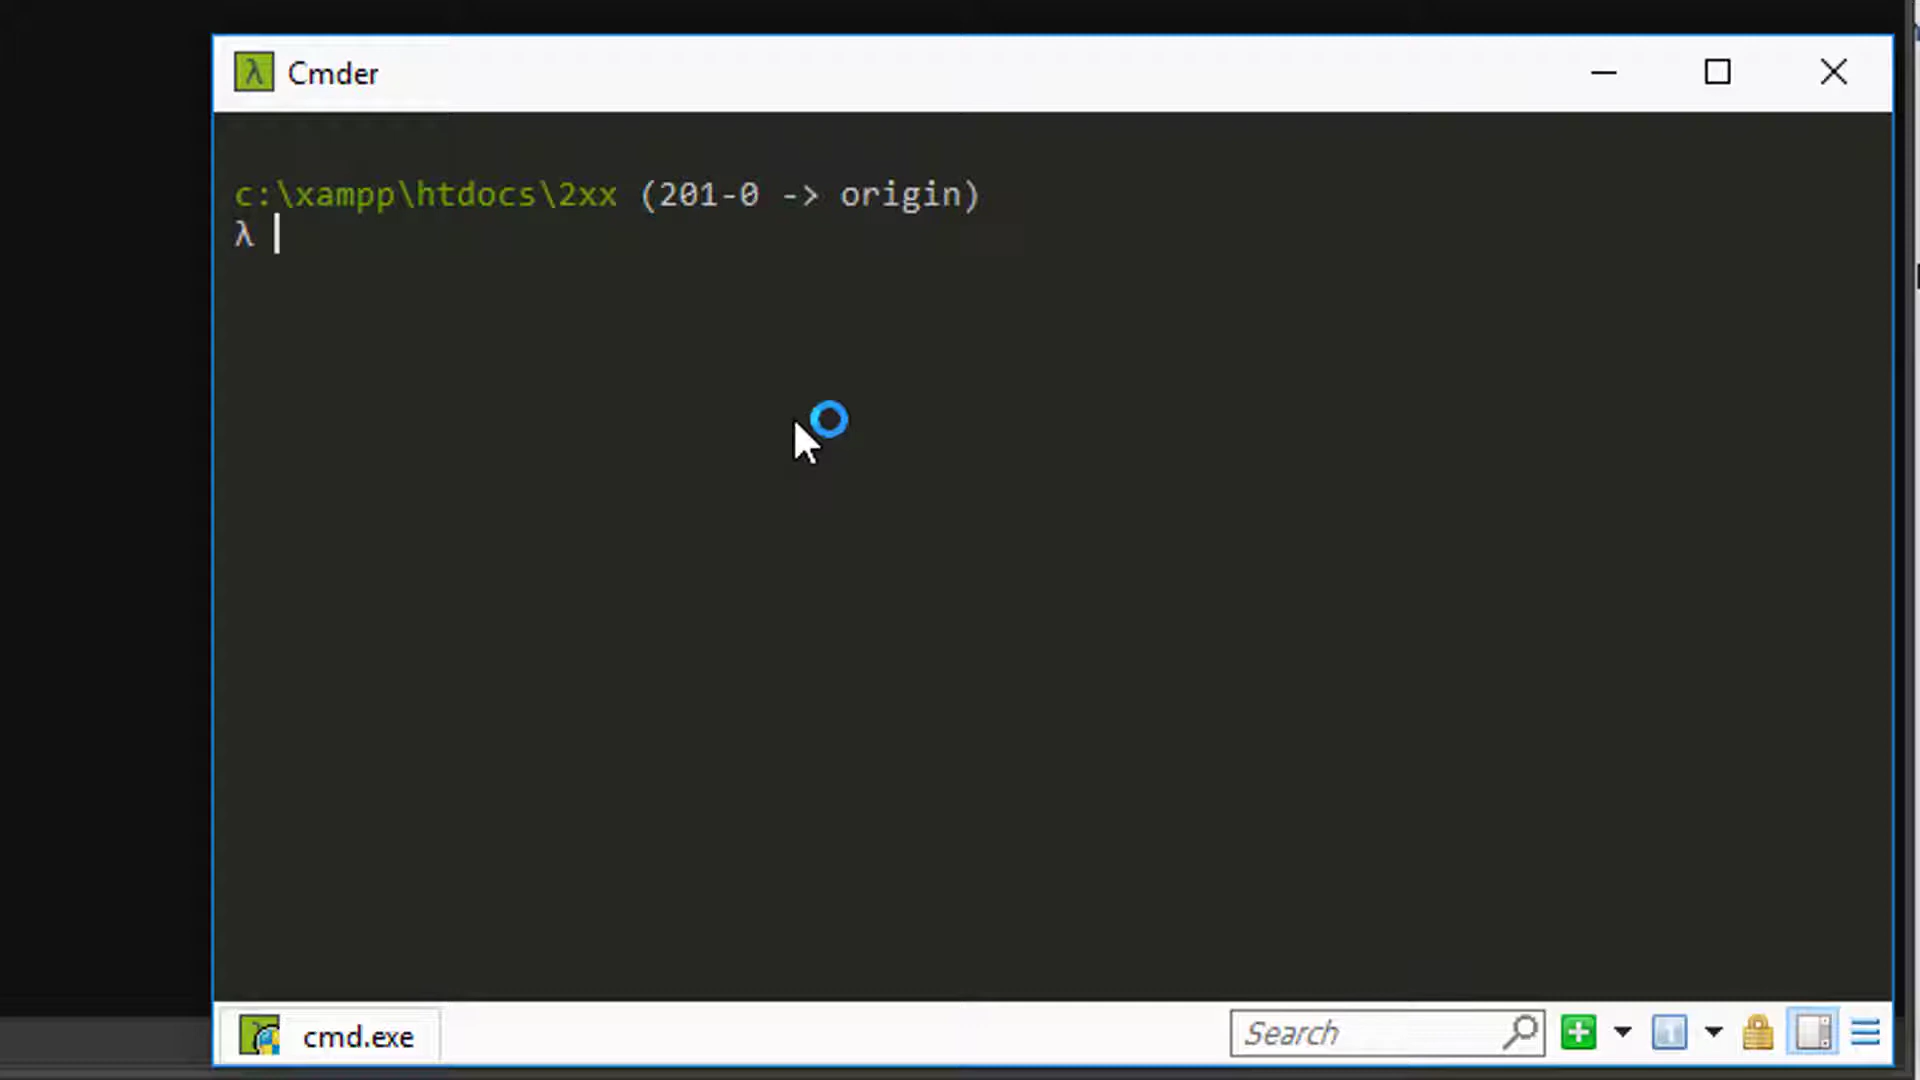 λ Cmder
c:\xampp\htdocs\2xx (201-0 -> origin)
λ
cmd.exe
Search